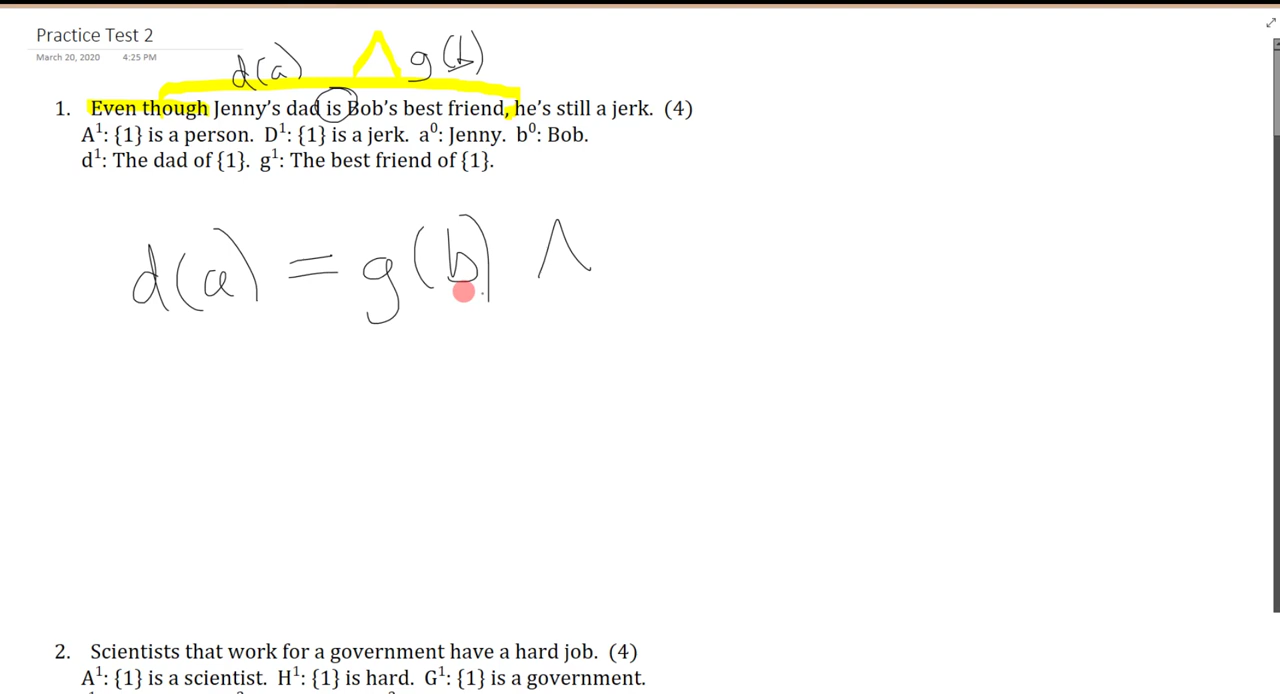 Practice Test 2
March 20, 2020 4:25 PM
d(a) ∧ g(b)
1. Even though Jenny's dad is Bob's best friend, he's still a jerk. (4)
A¹: {1} is a person. D¹: {1} is a jerk. a⁰: Jenny. b⁰: Bob.
d¹: The dad of {1}. g¹: The best friend of {1}.
d(a) = g(b) ∧
2. Scientists that work for a government have a hard job. (4)
A¹: {1} is a scientist. H¹: {1} is hard. G¹: {1} is a government.